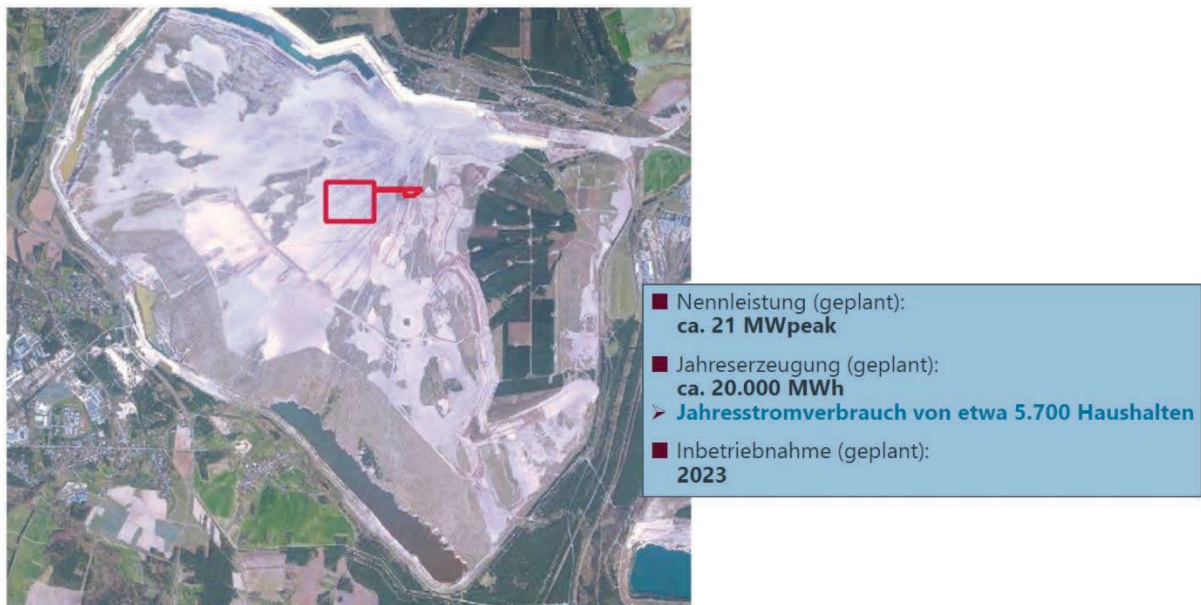 Nennleistung (geplant):
ca. 21 MWpeak
Jahreserzeugung (geplant):
ca. 20.000 MWh
Jahresstromverbrauch von etwa 5.700 Haushalten
Inbetriebnahme (geplant):
2023